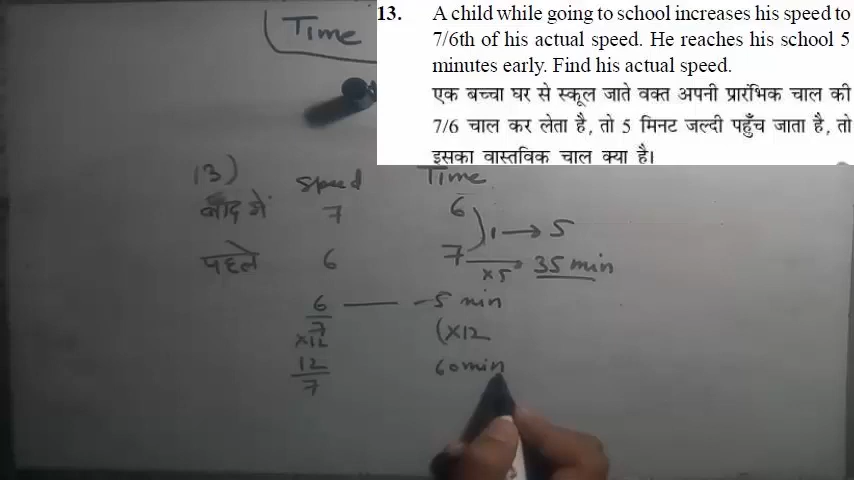 Time
13. A child while going to school increases his speed to
7/6th of his actual speed. He reaches his school 5
minutes early. Find his actual speed.
एक बच्चा घर से स्कूल जाते वक्त अपनी प्रारंभिक चाल की
7/6 चाल कर लेता है, तो 5 मिनट जल्दी पहुँच जाता है, तो
इसका वास्तविक चाल क्या है।
13) Speed Time
बाद में 7 6
1 → 5
पहले 6 7 ×5 → 35 min
6/7 — 5 min
×12 (×12
12/7 60 min